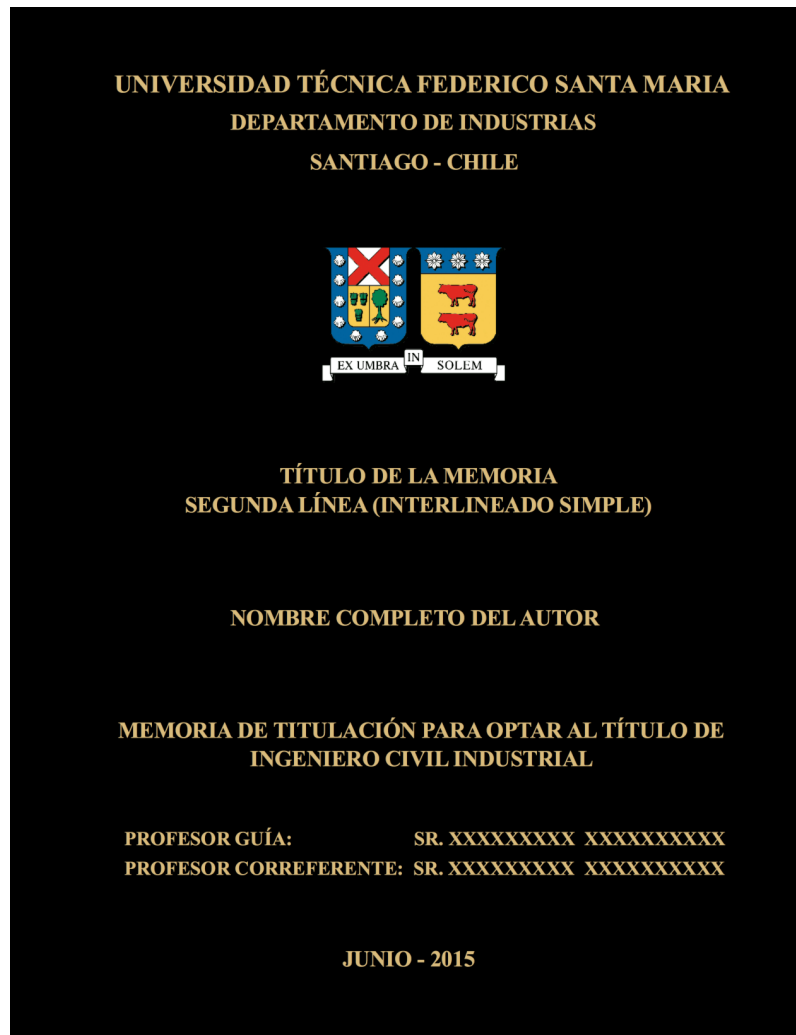 UNIVERSIDAD TÉCNICA FEDERICO SANTA MARIA
DEPARTAMENTO DE INDUSTRIAS
SANTIAGO - CHILE
EX UMBRA IN SOLEM
TÍTULO DE LA MEMORIA
SEGUNDA LÍNEA (INTERLINEADO SIMPLE)
NOMBRE COMPLETO DEL AUTOR
MEMORIA DE TITULACIÓN PARA OPTAR AL TÍTULO DE
INGENIERO CIVIL INDUSTRIAL
PROFESOR GUÍA: SR. XXXXXXXXX XXXXXXXXXX
PROFESOR CORREFERENTE: SR. XXXXXXXXX XXXXXXXXXX
JUNIO - 2015